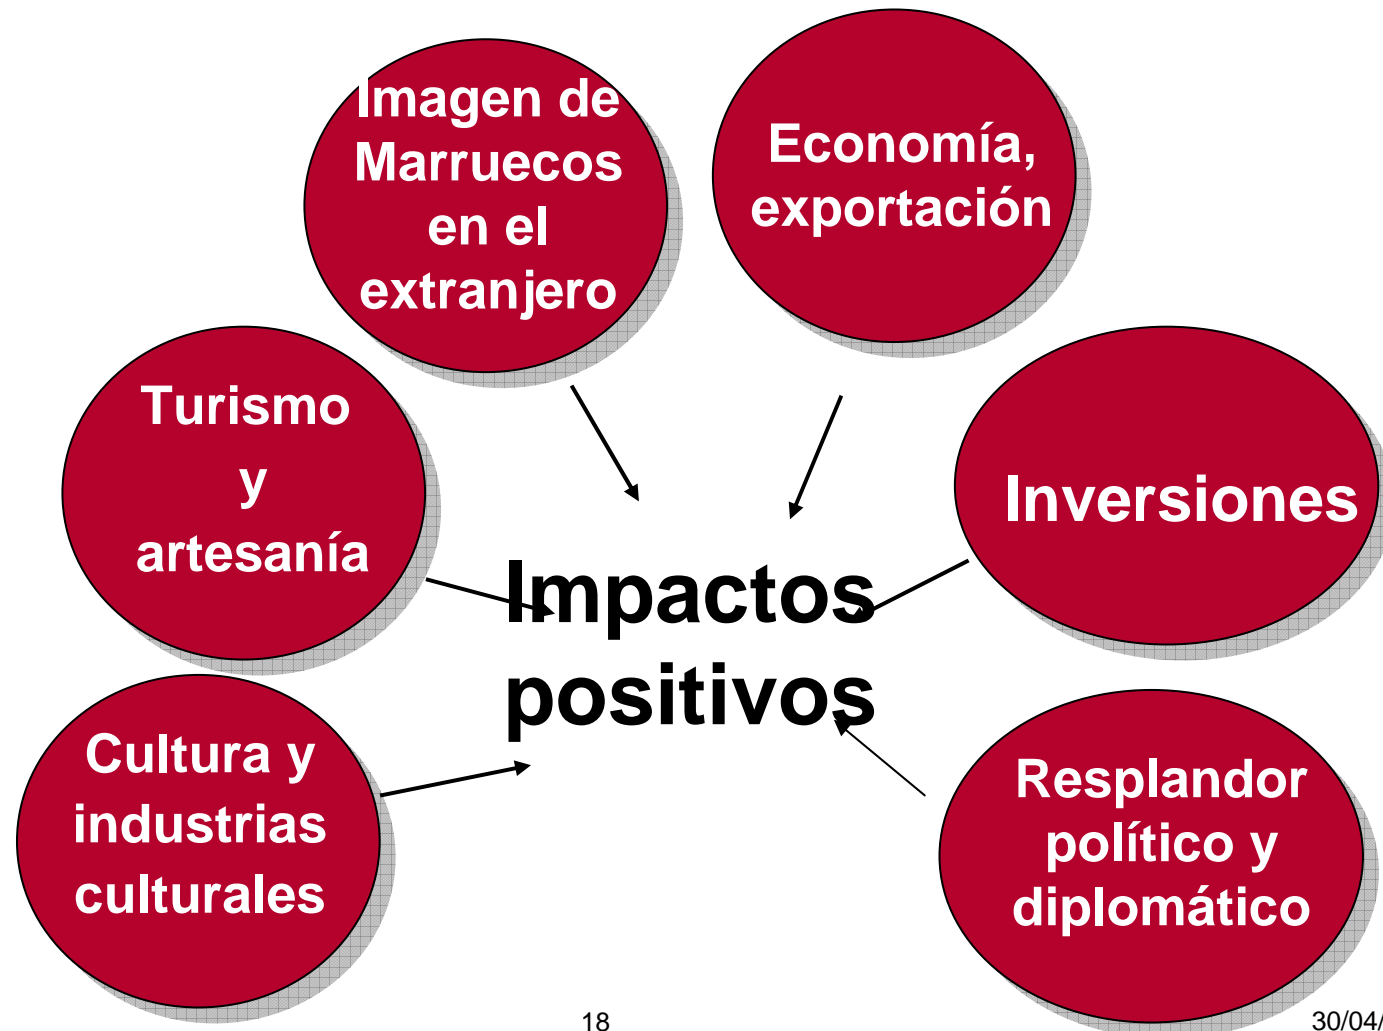 Imagen de
Marruecos
en el
extranjero
Economía,
exportación
Turismo
y
artesanía
Inversiones
Impactos
positivos
Cultura y
industrias
culturales
Resplandor
político y
diplomático
18
30/04/